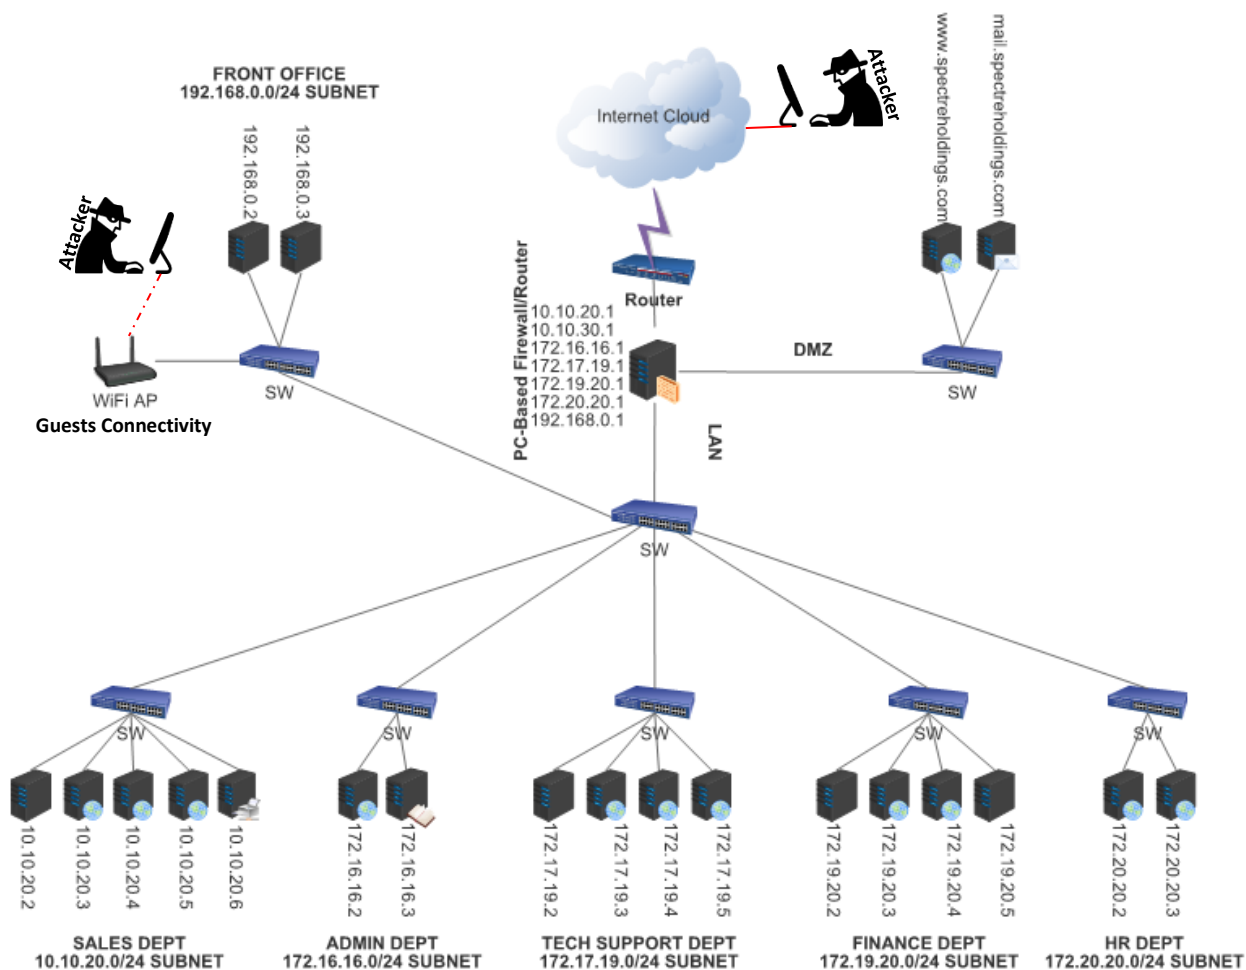 www.spectreholdings.com
mail.spectreholdings.com
Attacker
FRONT OFFICE
192.168.0.0/24 SUBNET
Internet Cloud
192.168.0.2
192.168.0.3
Attacker
PC-Based Firewall/Router
Router
10.10.20.1
10.10.30.1
172.16.16.1
172.17.19.1
172.19.20.1
172.20.20.1
192.168.0.1
DMZ
SW
SW
WiFi AP
Guests Connectivity
LAN
SW
SW
SW
SW
SW
SW
10.10.20.2
10.10.20.3
10.10.20.4
10.10.20.5
10.10.20.6
172.16.16.2
172.16.16.3
172.17.19.2
172.17.19.3
172.17.19.4
172.17.19.5
172.19.20.2
172.19.20.3
172.19.20.4
172.19.20.5
172.20.20.2
172.20.20.3
SALES DEPT
10.10.20.0/24 SUBNET
ADMIN DEPT
172.16.16.0/24 SUBNET
TECH SUPPORT DEPT
172.17.19.0/24 SUBNET
FINANCE DEPT
172.19.20.0/24 SUBNET
HR DEPT
172.20.20.0/24 SUBNET